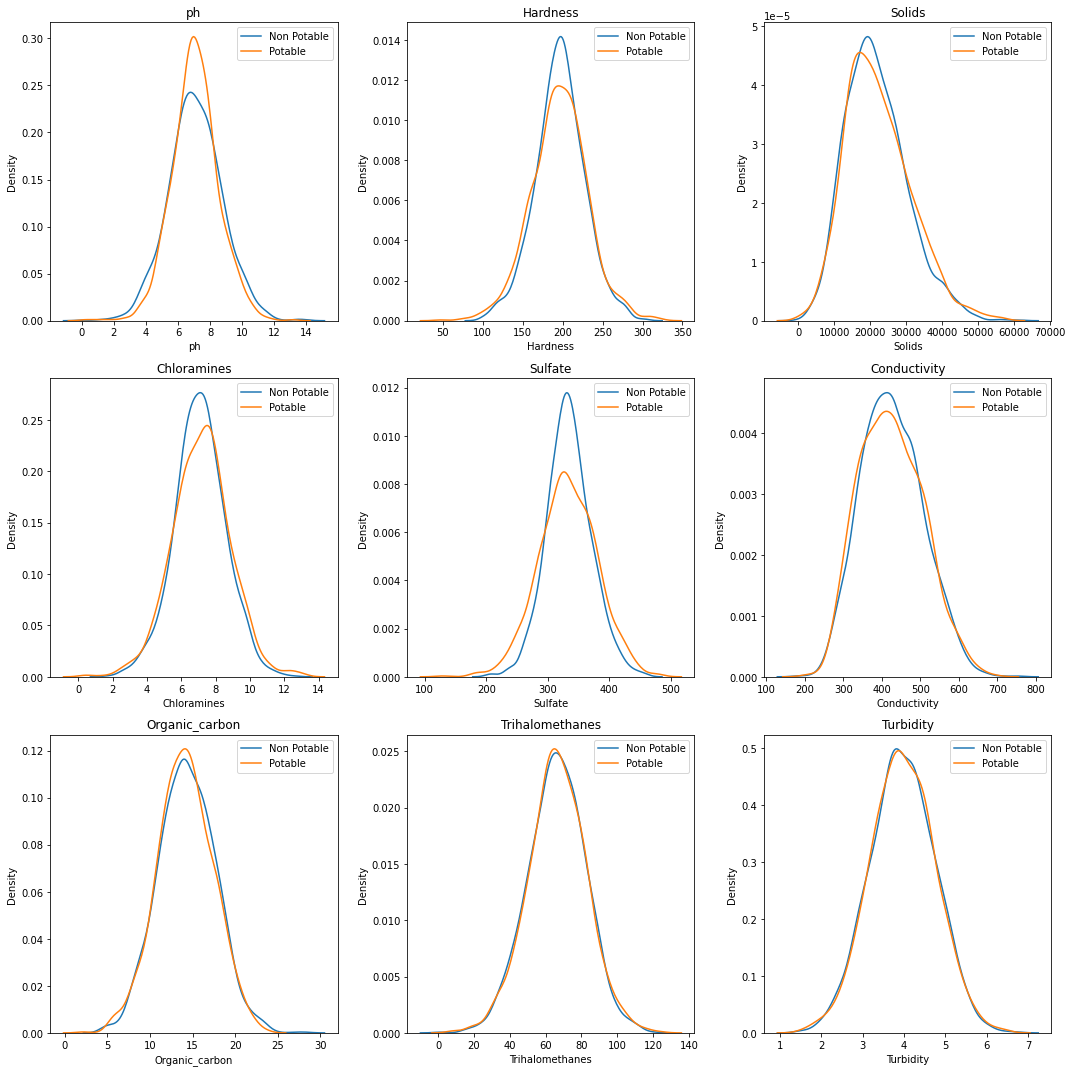 ph
Non Potable
Potable
0.30
0.25
0.20
0.15
0.10
0.05
0.00
Density
0 2 4 6 8 10 12 14
ph
Hardness
Non Potable
Potable
0.014
0.012
0.010
0.008
0.006
0.004
0.002
0.000
Density
50 100 150 200 250 300 350
Hardness
Solids
1e−5
Non Potable
Potable
5
4
3
2
1
0
Density
0 10000 20000 30000 40000 50000 60000 70000
Solids
Chloramines
Non Potable
Potable
0.25
0.20
0.15
0.10
0.05
0.00
Density
0 2 4 6 8 10 12 14
Chloramines
Sulfate
Non Potable
Potable
0.012
0.010
0.008
0.006
0.004
0.002
0.000
Density
100 200 300 400 500
Sulfate
Conductivity
Non Potable
Potable
0.004
0.003
0.002
0.001
0.000
Density
100 200 300 400 500 600 700 800
Conductivity
Organic_carbon
Non Potable
Potable
0.12
0.10
0.08
0.06
0.04
0.02
0.00
Density
0 5 10 15 20 25 30
Organic_carbon
Trihalomethanes
Non Potable
Potable
0.025
0.020
0.015
0.010
0.005
0.000
Density
0 20 40 60 80 100 120 140
Trihalomethanes
Turbidity
Non Potable
Potable
0.5
0.4
0.3
0.2
0.1
0.0
Density
1 2 3 4 5 6 7
Turbidity